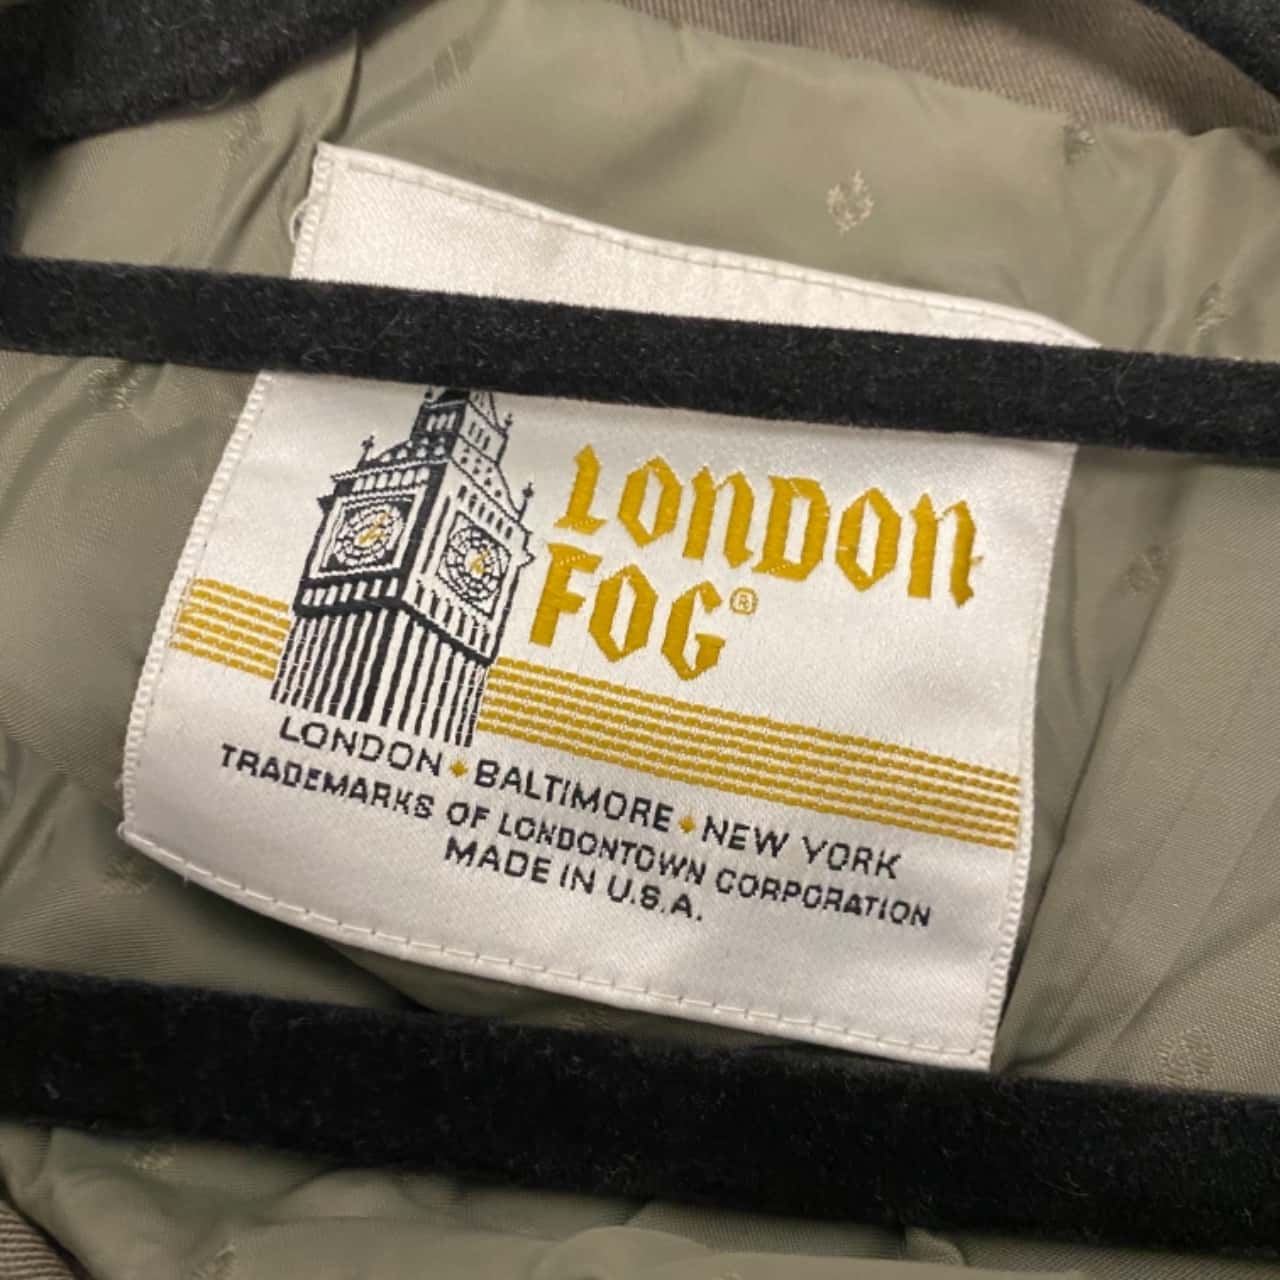 LONDON
FOG®
LONDON ♦ BALTIMORE ♦ NEW YORK
TRADEMARKS OF LONDONTOWN CORPORATION
MADE IN U.S.A.